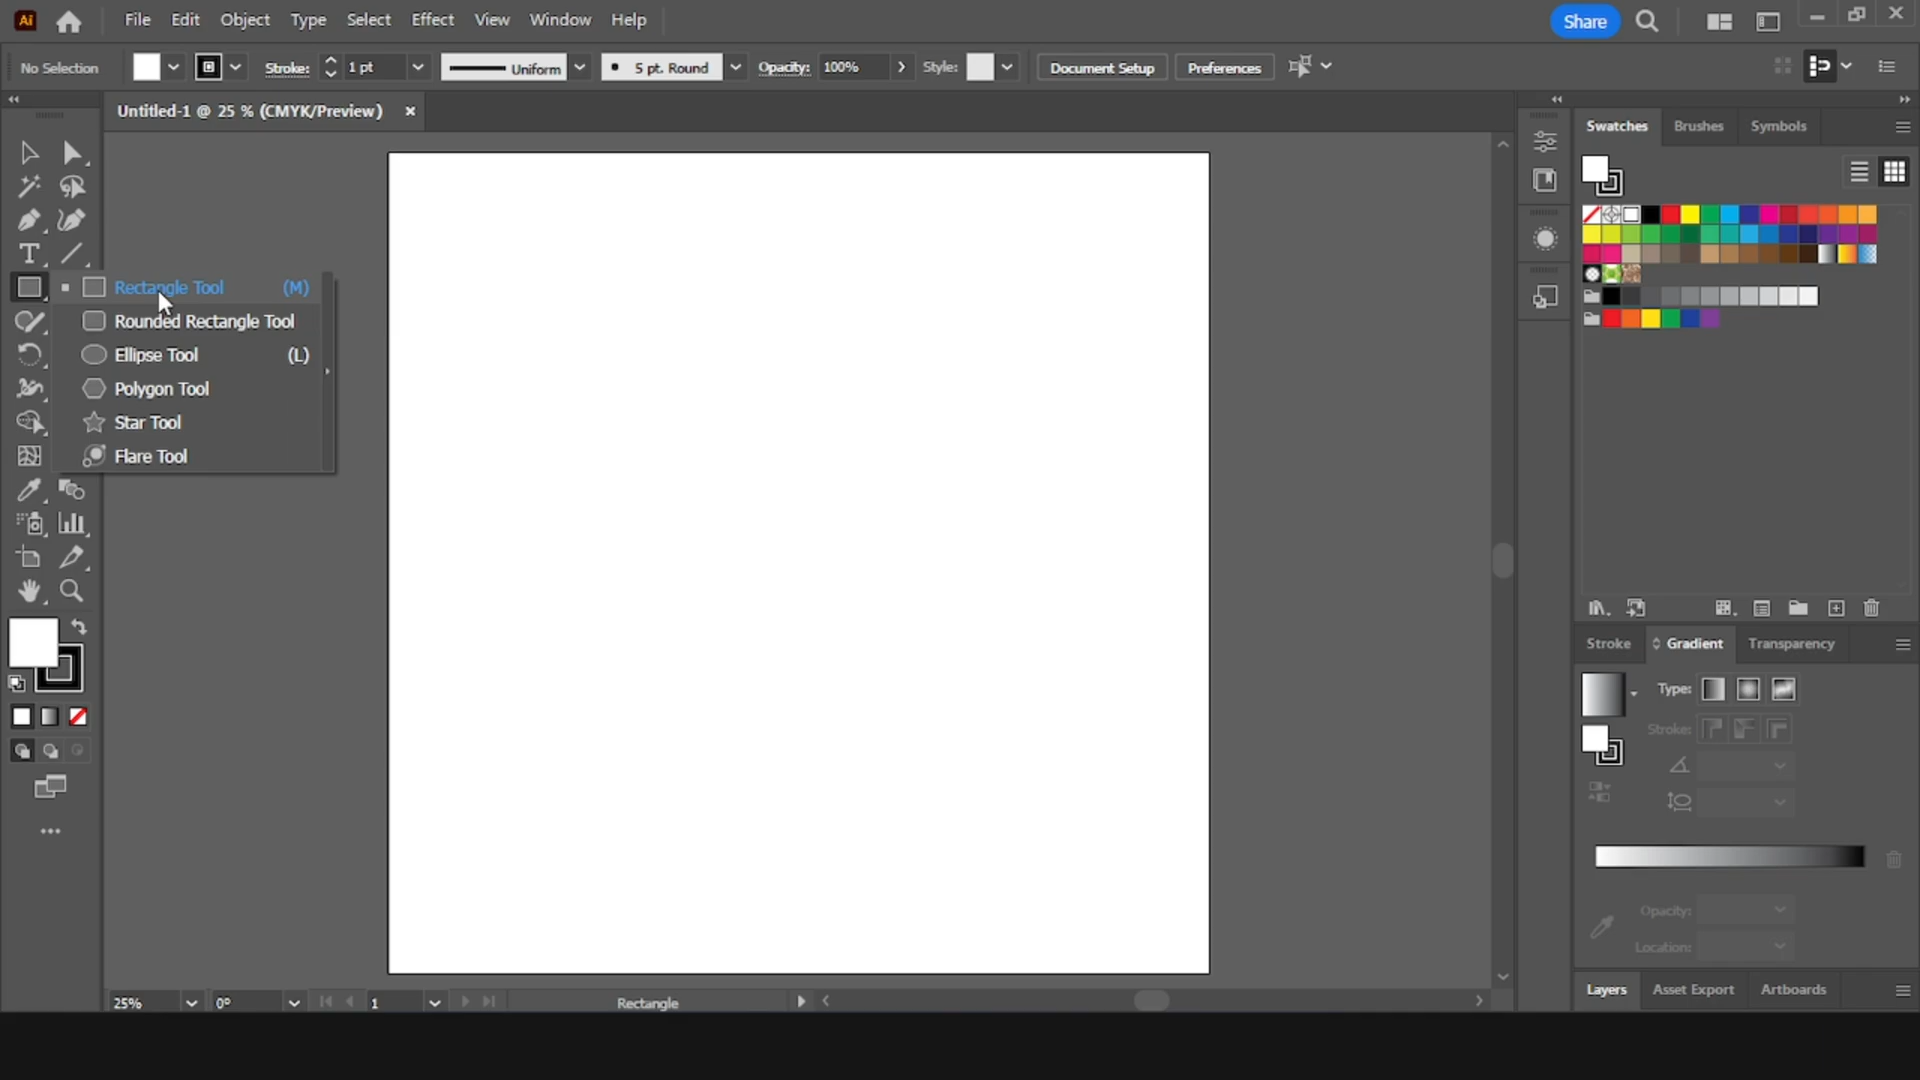 Ai File Edit Object Type Select Effect View Window Help Share
No Selection Stroke: 1 pt Uniform 5 pt. Round Opacity: 100% Style: Document Setup Preferences
Untitled-1 @ 25 % (CMYK/Preview) ×
Swatches Brushes Symbols
Rectangle Tool (M)
Rounded Rectangle Tool
Ellipse Tool (L)
Polygon Tool
Star Tool
Flare Tool
Stroke Gradient Transparency
Type:
Stroke:
Opacity:
Location:
Layers Asset Export Artboards
25% 0° 1 Rectangle